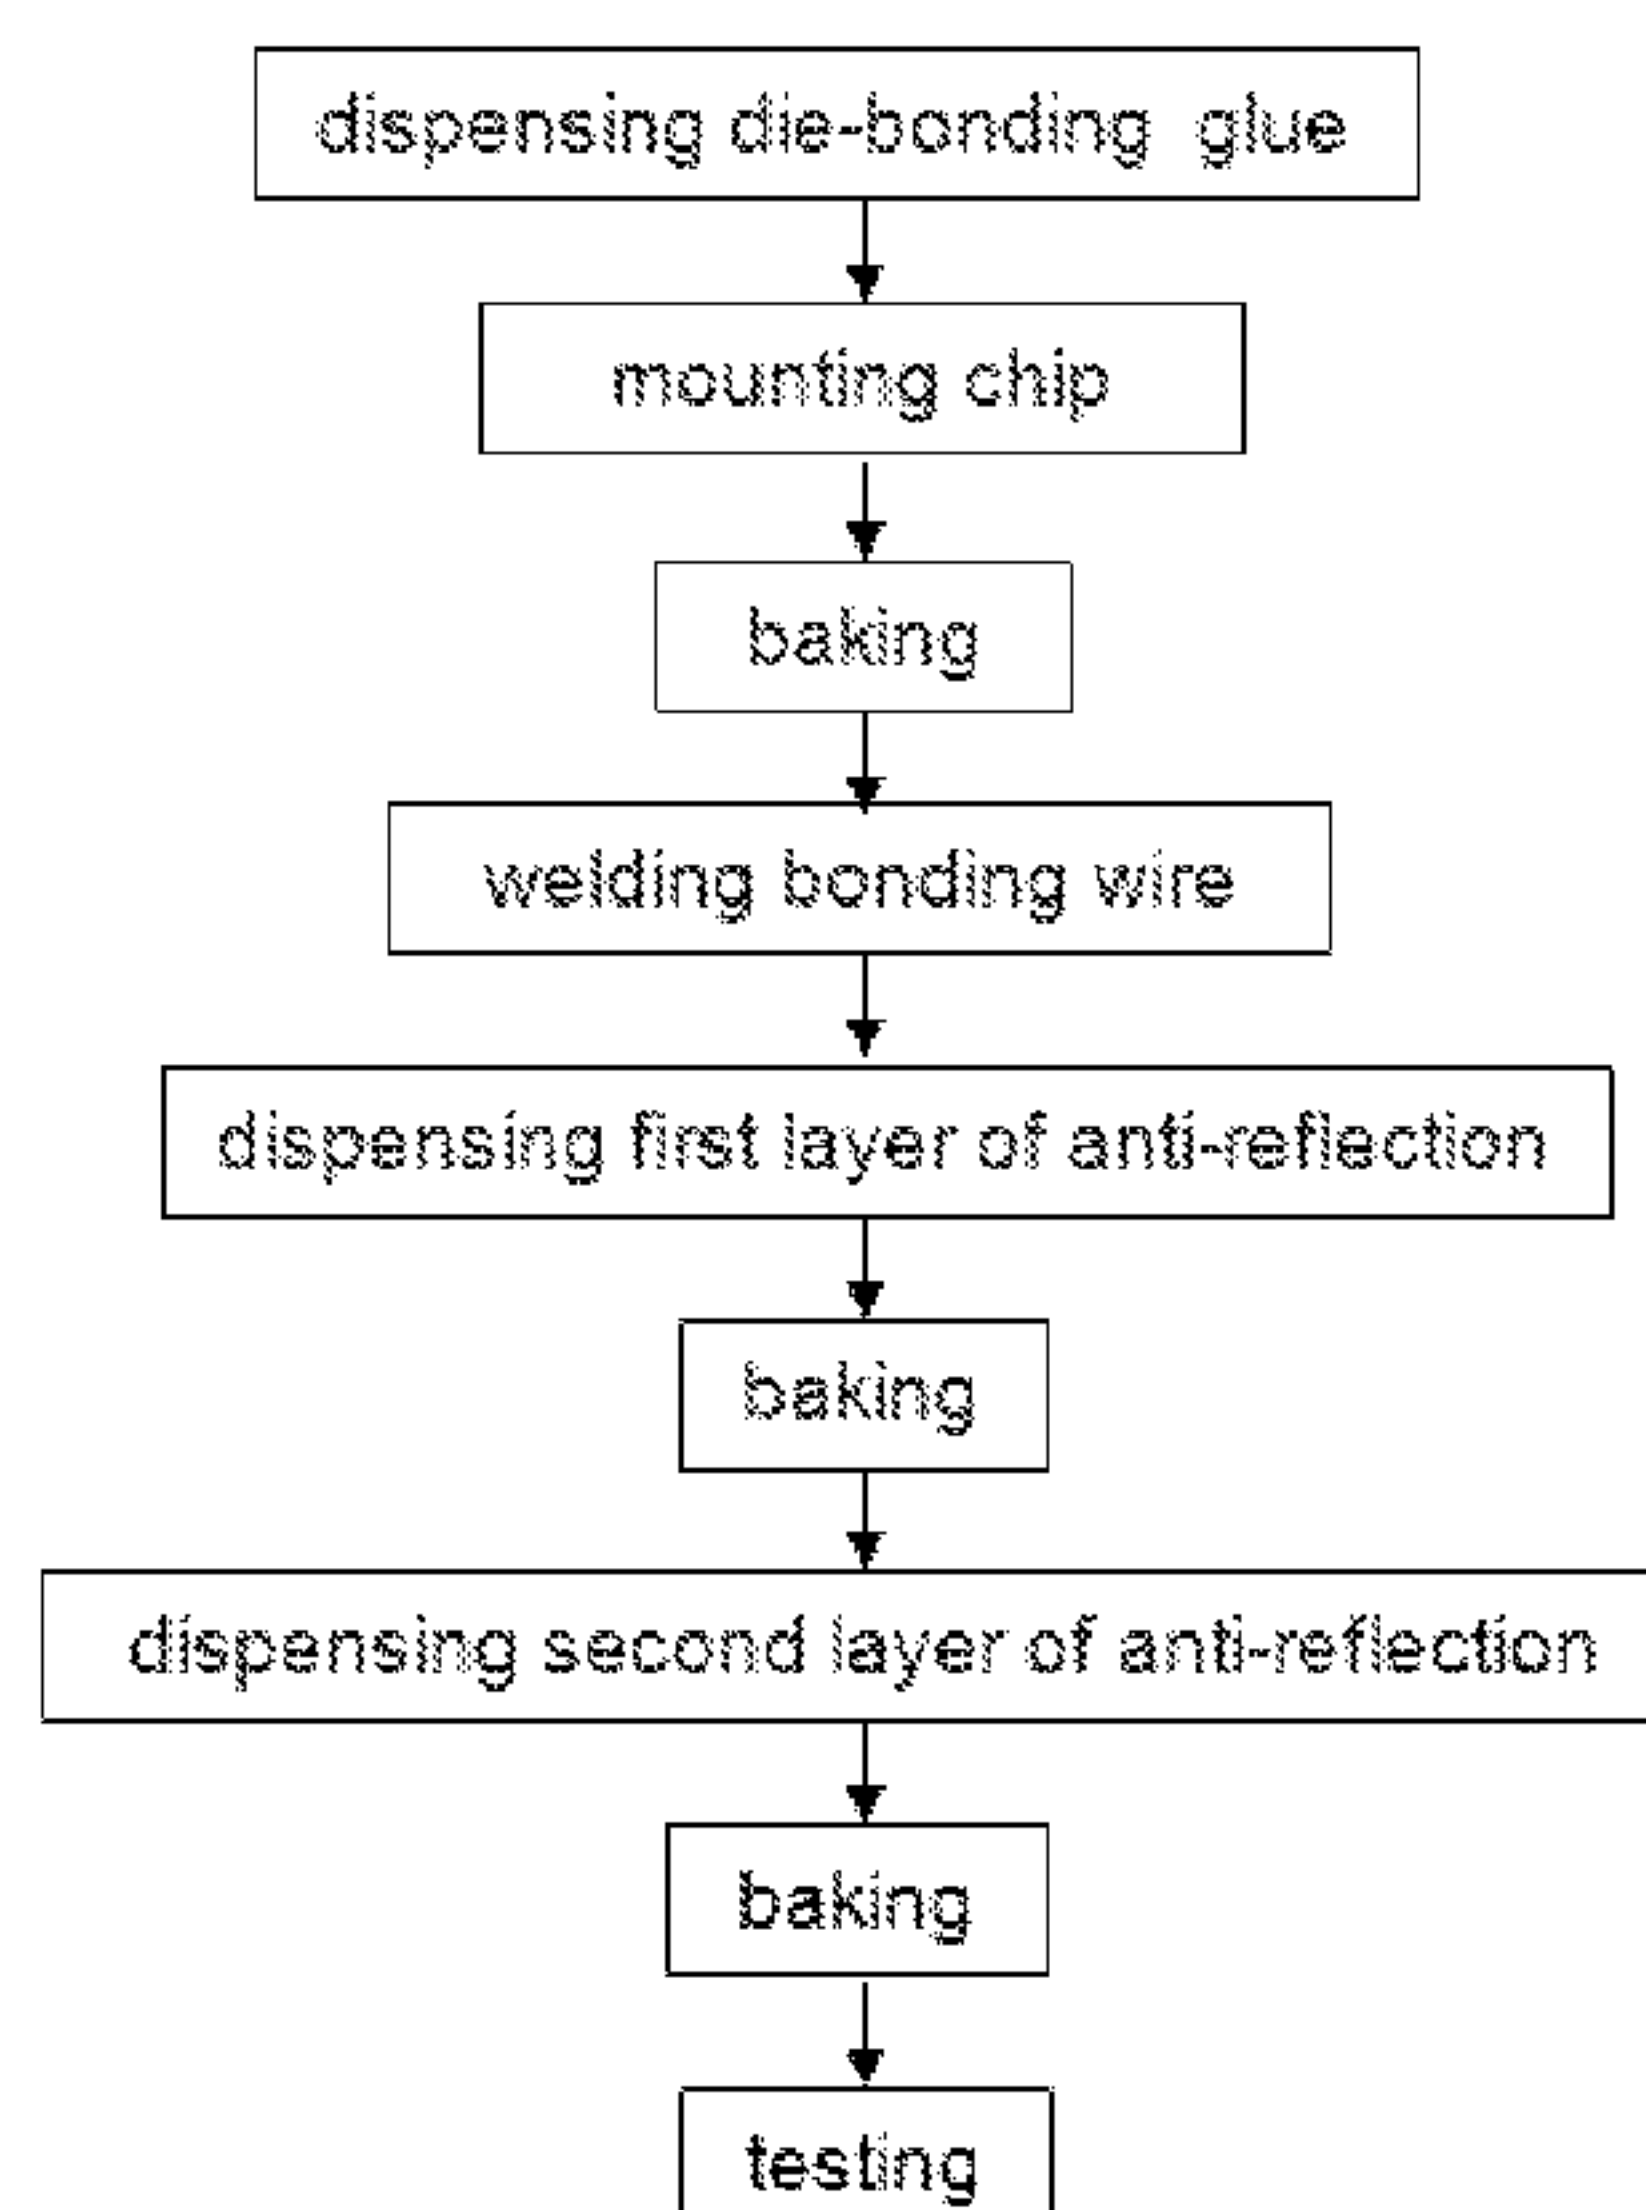 dispensing die-bonding glue
mounting chip
baking
welding bonding wire
dispensing first layer of anti-reflection
baking
dispensing second layer of anti-reflection
baking
testing